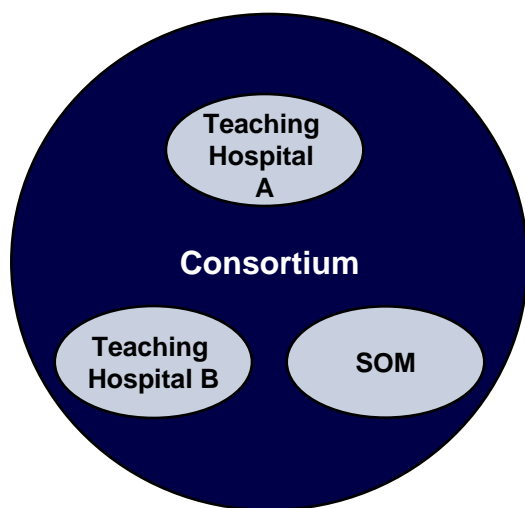 Teaching
Hospital
A
Consortium
Teaching
Hospital B
SOM